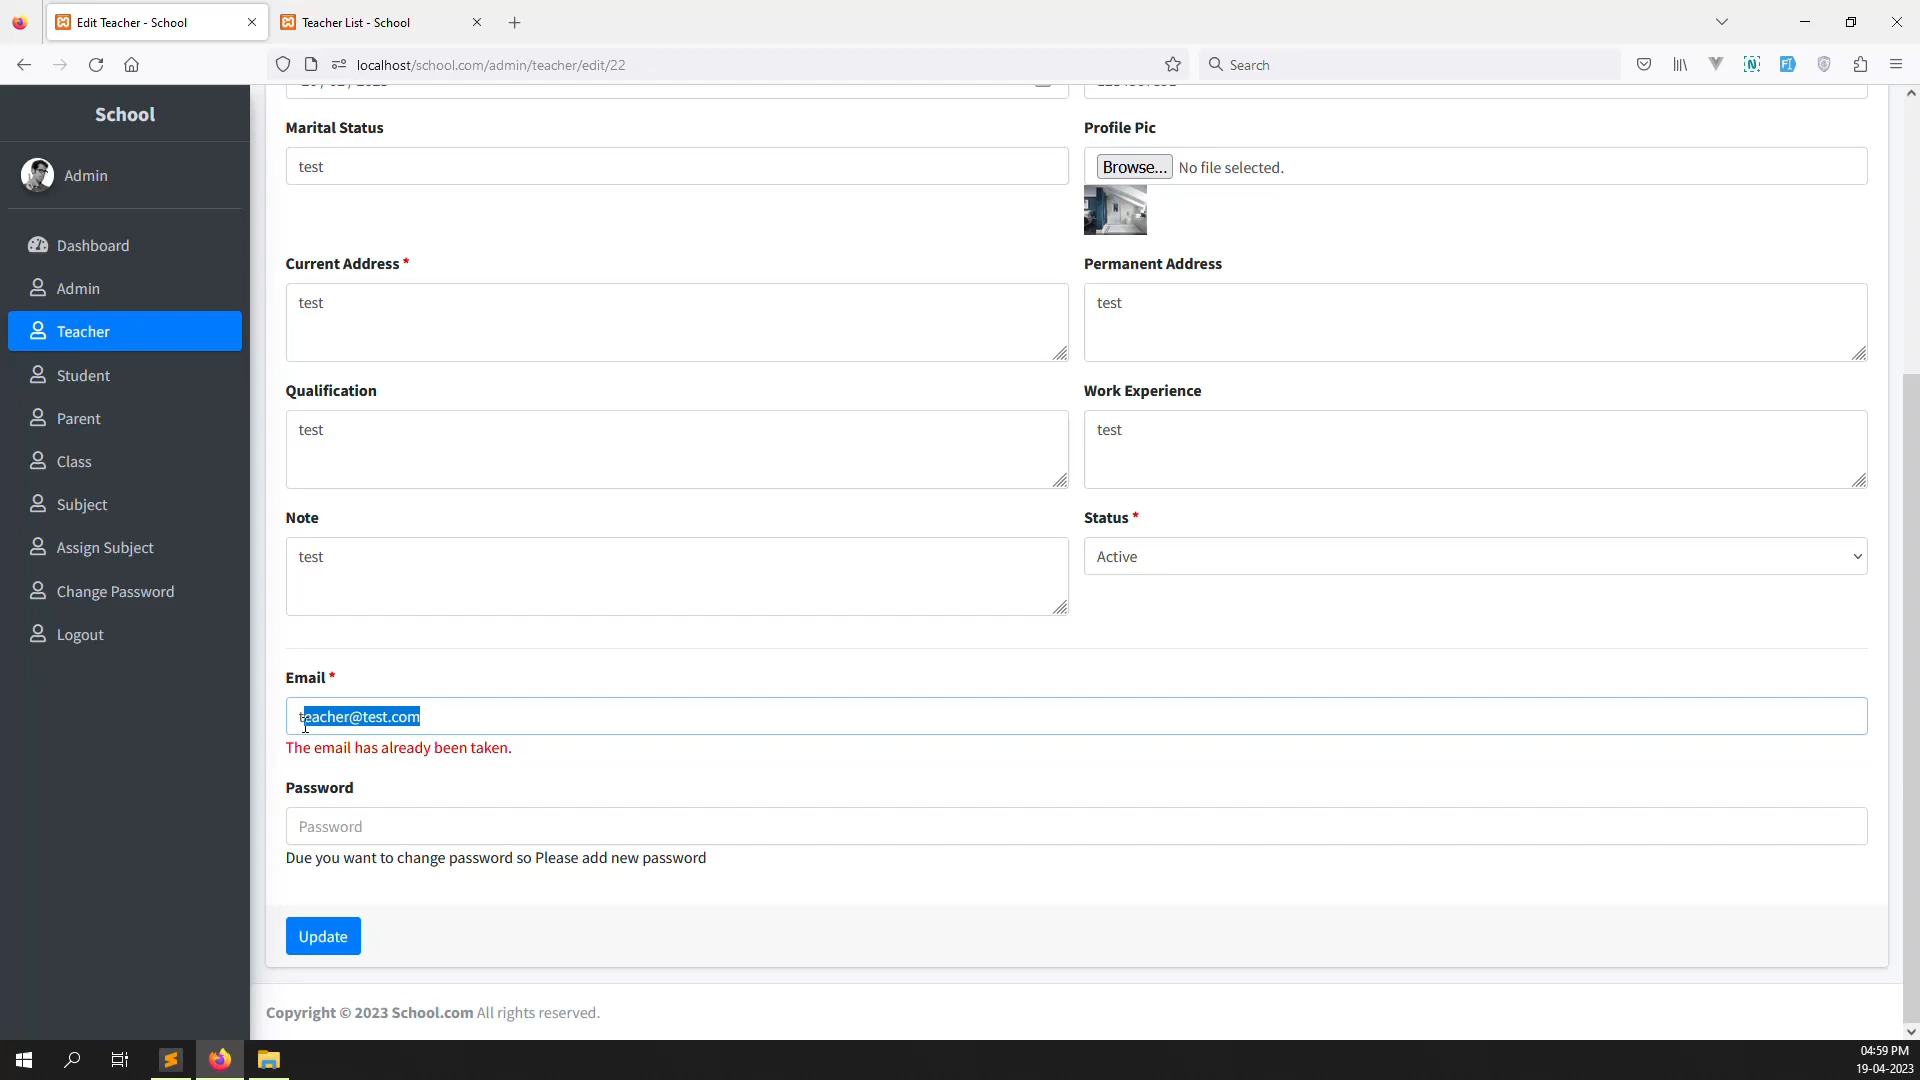 Edit Teacher - School
Teacher List - School
localhost/school.com/admin/teacher/edit/22
Search
School
Admin
Dashboard
Admin
Teacher
Student
Parent
Class
Subject
Assign Subject
Change Password
Logout
Marital Status
test
Profile Pic
Browse...
No file selected.
Current Address *
test
Permanent Address
test
Qualification
test
Work Experience
test
Note
test
Status *
Active
Email *
teacher@test.com
The email has already been taken.
Password
Password
Due you want to change password so Please add new password
Update
Copyright © 2023 School.com All rights reserved.
04:59 PM
19-04-2023